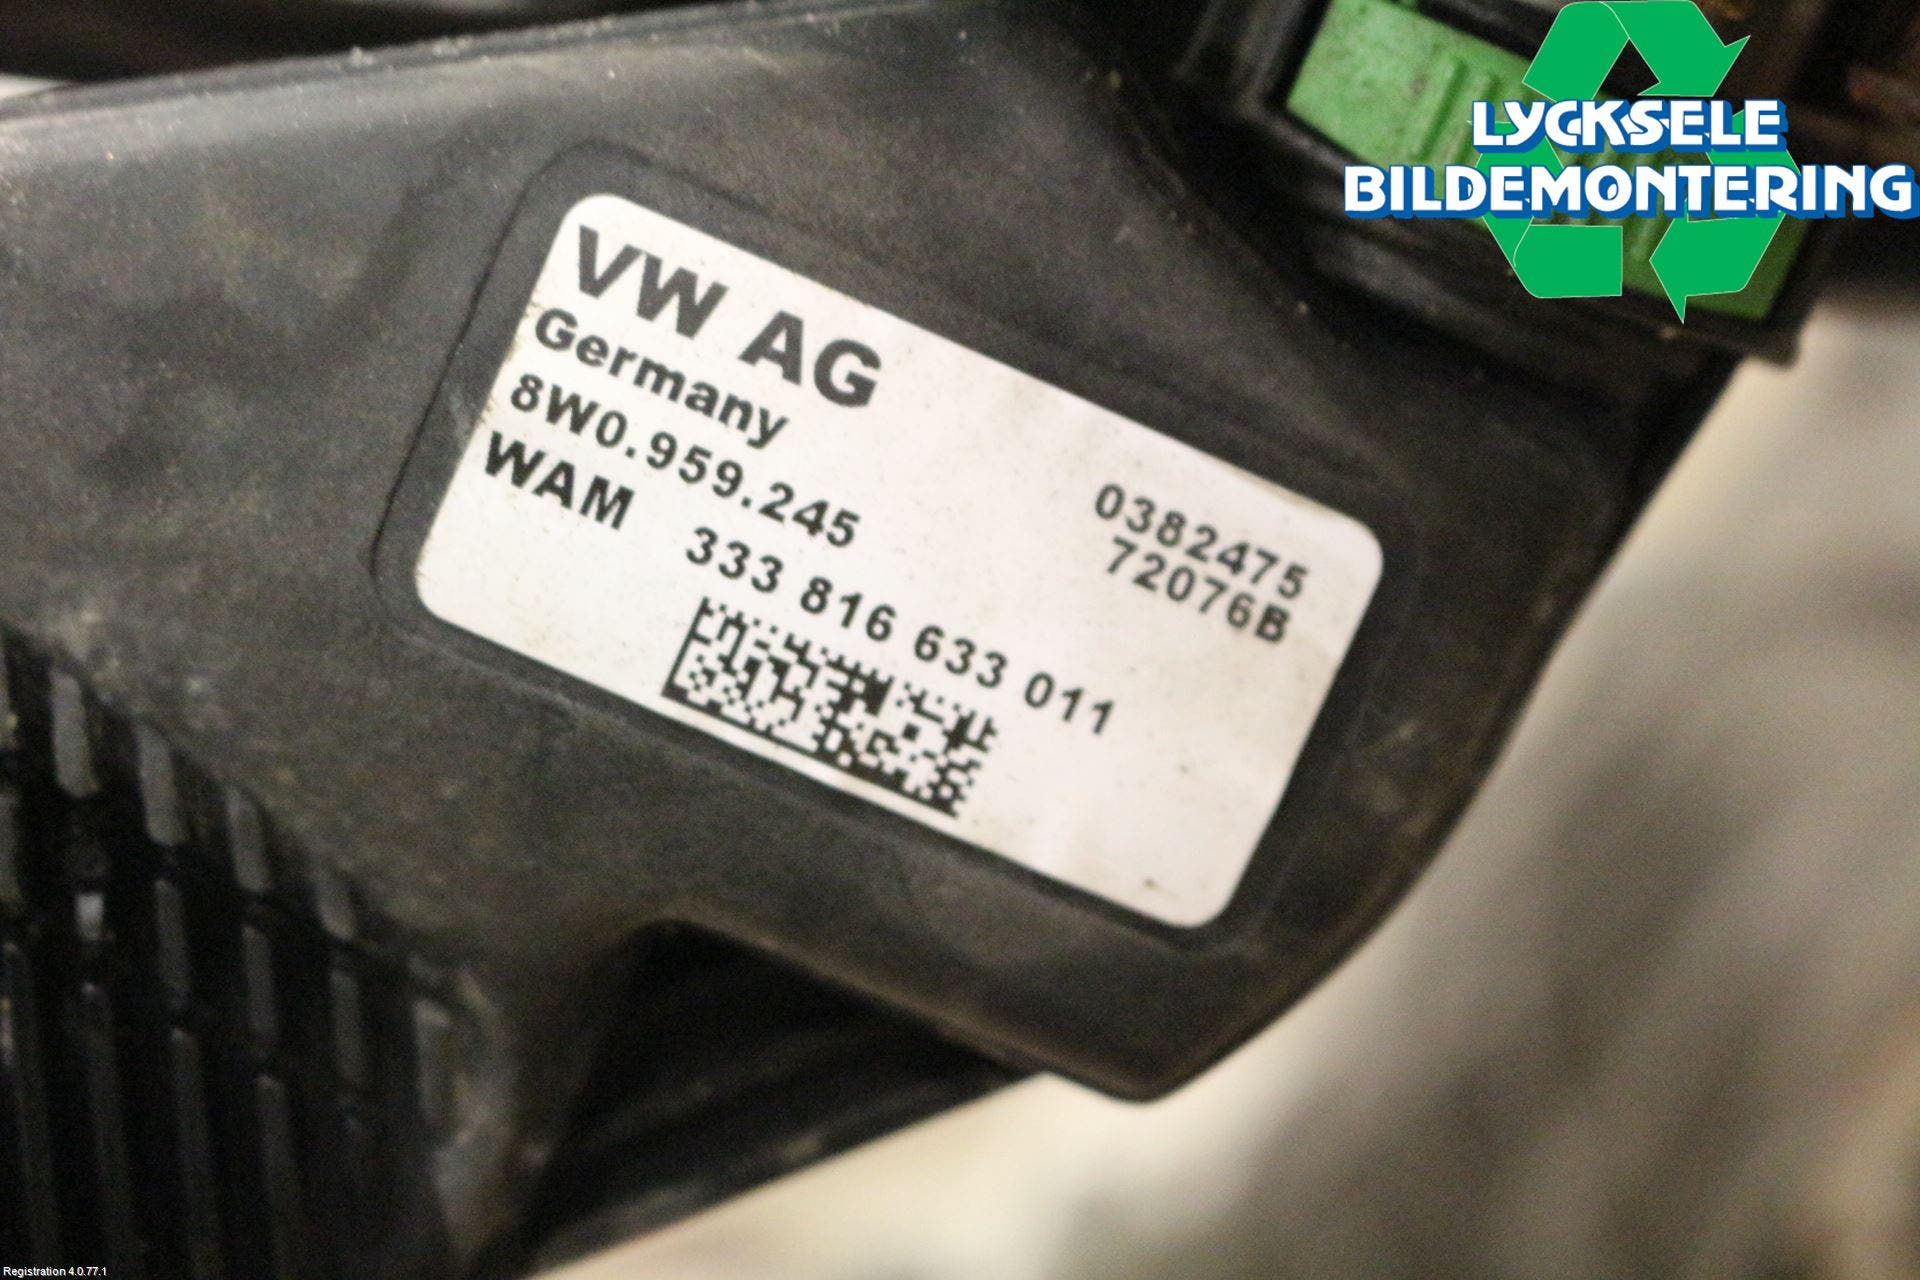 LYCKSELE
BILDEMONTERING
VW AG
Germany
8W0.959.245
0382475
WAM
72076B
333 816 633 011
Registration 4.0.77.1